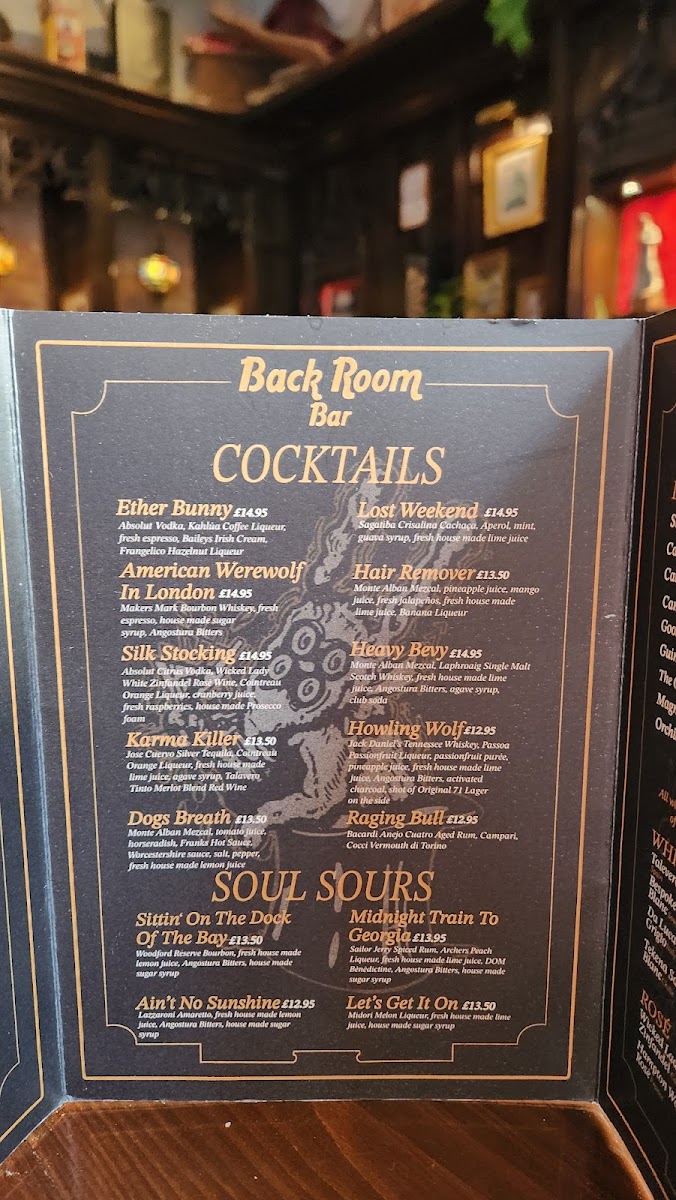 Back Room
Bar
COCKTAILS
Ether Bunny £14.95
Absolut Vodka, Kahlúa Coffee Liqueur,
fresh espresso, Baileys Irish Cream,
Frangelico Hazelnut Liqueur
American Werewolf
In London £14.95
Makers Mark Bourbon Whiskey, fresh
espresso, house made sugar
syrup, Angostura Bitters
Silk Stocking £14.95
Absolut Citrus Vodka, Wicked Lady
White Zinfandel Rosé Wine, Cointreau
Orange Liqueur, cranberry juice,
fresh raspberries, house made Prosecco
foam
Karma Killer £13.50
Jose Cuervo Silver Tequila, Cointreau
Orange Liqueur, fresh house made
lime juice, agave syrup, Talavero
Tinto Merlot Blend Red Wine
Dogs Breath £13.50
Monte Alban Mezcal, tomato juice,
horseradish, Franks Hot Sauce,
Worcestershire sauce, salt, pepper,
fresh house made lemon juice
Lost Weekend £14.95
Sagatiba Crisalina Cachaça, Aperol, mint,
guava syrup, fresh house made lime juice
Hair Remover £13.50
Monte Alban Mezcal, pineapple juice, mango
juice, fresh jalapeños, fresh house made
lime juice, Banana Liqueur
Heavy Bevy £14.95
Monte Alban Mezcal, Laphroaig Single Malt
Scotch Whiskey, fresh house made lime
juice, Angostura Bitters, agave syrup,
club soda
Howling Wolf £12.95
Jack Daniel's Tennessee Whiskey, Passoa
Passionfruit Liqueur, passionfruit purée,
pineapple juice, fresh house made lime
juice, Angostura Bitters, activated
charcoal, shot of Original 71 Lager
on the side
Raging Bull £12.95
Bacardi Anejo Cuatro Aged Rum, Campari,
Cocci Vermouth di Torino
SOUL SOURS
Sittin' On The Dock
Of The Bay £13.50
Woodford Reserve Bourbon, fresh house made
lemon juice, Angostura Bitters, house made
sugar syrup
Ain't No Sunshine £12.95
Lazzaroni Amaretto, fresh house made lemon
juice, Angostura Bitters, house made sugar
syrup
Midnight Train To
Georgia £13.95
Sailor Jerry Spiced Rum, Archers Peach
Liqueur, fresh house made lime juice, DOM
Bénédictine, Angostura Bitters, house made
sugar syrup
Let's Get It On £13.50
Midori Melon Liqueur, fresh house made lime
juice, house made sugar syrup
All w
WHI
Bespoke
Blanc
Grigio
ROSÉ
Zinfandel
Rosé